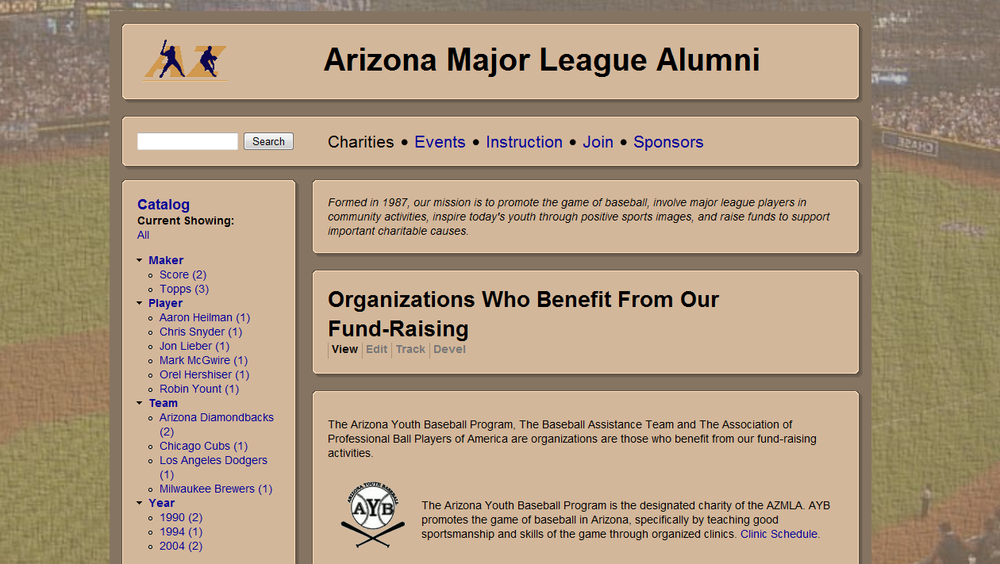 AZ
Arizona Major League Alumni
Search
Charities • Events • Instruction • Join • Sponsors
Catalog
Current Showing:
All
Maker
Score (2)
Topps (3)
Player
Aaron Heilman (1)
Chris Snyder (1)
Jon Lieber (1)
Mark McGwire (1)
Orel Hershiser (1)
Robin Yount (1)
Team
Arizona Diamondbacks
(2)
Chicago Cubs (1)
Los Angeles Dodgers
(1)
Milwaukee Brewers (1)
Year
1990 (2)
1994 (1)
2004 (2)
Formed in 1987, our mission is to promote the game of baseball, involve major league players in
community activities, inspire today's youth through positive sports images, and raise funds to support
important charitable causes.
Organizations Who Benefit From Our
Fund-Raising
View Edit Track Devel
The Arizona Youth Baseball Program, The Baseball Assistance Team and The Association of
Professional Ball Players of America are organizations are those who benefit from our fund-raising
activities.
ARIZONA YOUTH BASEBALL
AYB
The Arizona Youth Baseball Program is the designated charity of the AZMLA. AYB
promotes the game of baseball in Arizona, specifically by teaching good
sportsmanship and skills of the game through organized clinics. Clinic Schedule.
CHASE